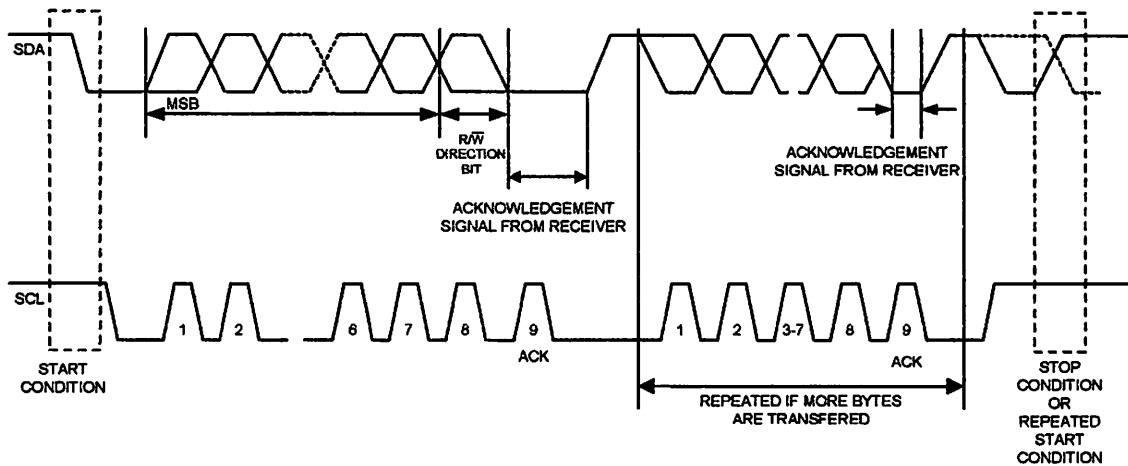 SDA
MSB
R/W̅
DIRECTION
BIT
ACKNOWLEDGEMENT
SIGNAL FROM RECEIVER
ACKNOWLEDGEMENT
SIGNAL FROM RECEIVER
SCL
1
2
6
7
8
9
1
2
3-7
8
9
ACK
ACK
START
CONDITION
REPEATED IF MORE BYTES
ARE TRANSFERED
STOP
CONDITION
OR
REPEATED
START
CONDITION